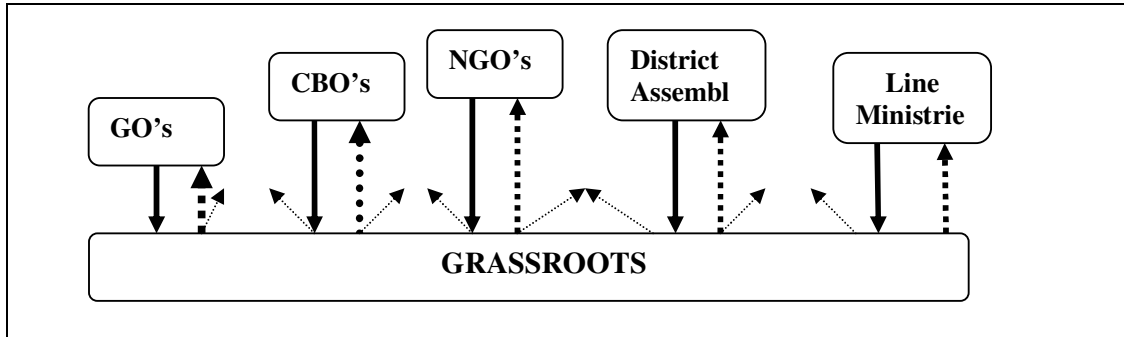 GO's
CBO's
NGO's
District
Assembl
Line
Ministrie
GRASSROOTS